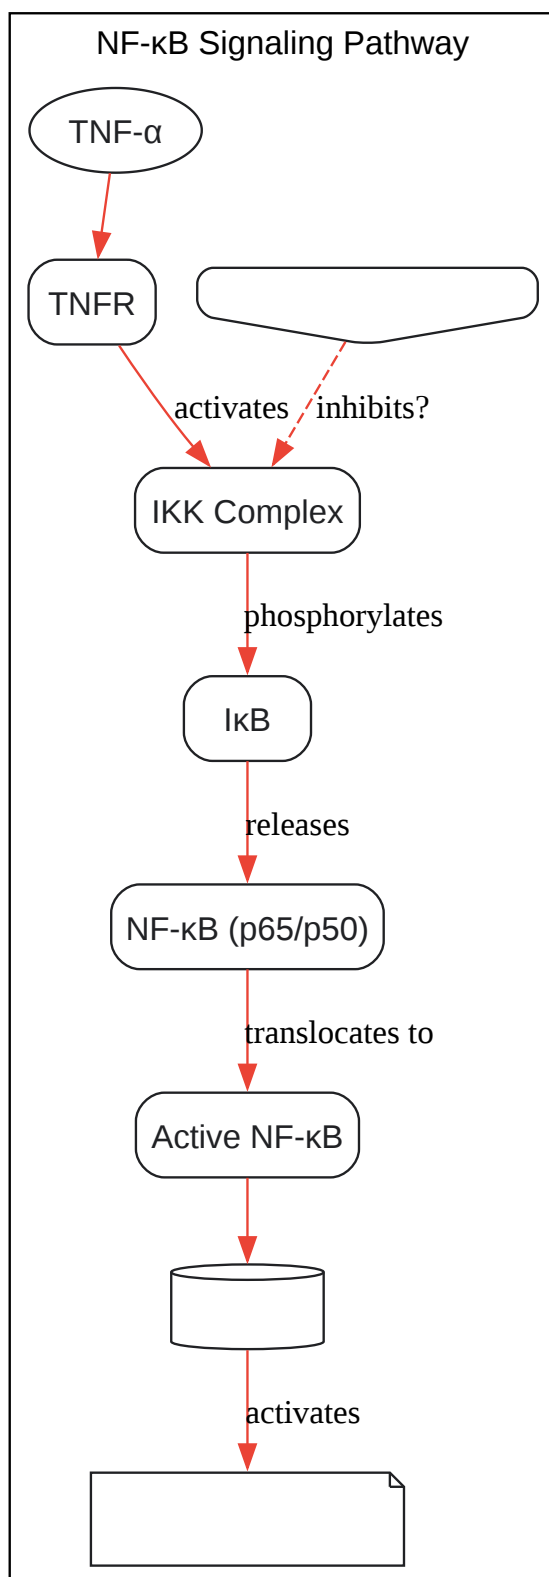 NF-κB Signaling Pathway
TNF-α
TNFR
activates
inhibits?
IKK Complex
phosphorylates
IκB
releases
NF-κB (p65/p50)
translocates to
Active NF-κB
activates